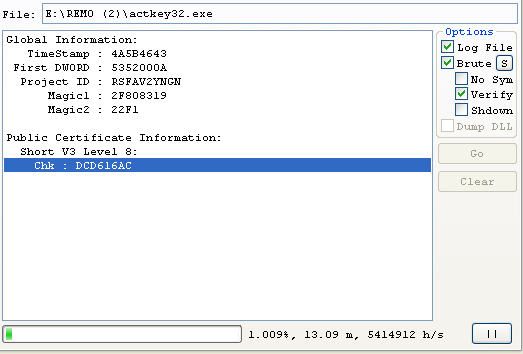 File: E:\REMO (2)\actkey32.exe
Options
Global Information:
TimeStamp : 4A5B4643
First DWORD : 5352000A
Project ID : RSFAV2YNGN
Magic1 : 2F808319
Magic2 : 22F1
Public Certificate Information:
Short V3 Level 8:
Chk : DCD616AC
Log File
Brute S
No Sym
Verify
Shdown
Dump DLL
Go
Clear
1.009%, 13.09 m, 5414912 h/s